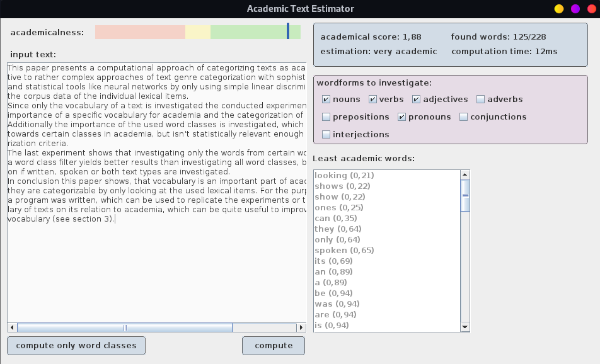 Academic Text Estimator
academicalness:
input text:
This paper presents a computational approach of categorizing texts as aca
tive to rather complex approaches of text genre categorization with sophist
and statistical tools like neural networks by only using simple linear discrimi
the corpus data of the individual lexical items.
Since only the vocabulary of a text is investigated the conducted experimen
importance of a specific vocabulary for academia and the categorization of
Additionally the importance of the used word classes is investigated, which
towards certain classes in academia, but isn't statistically relevant enough
rization criteria.
The last experiment shows that investigating only the words from certain wo
a word class filter yields better results than investigating all word classes, b
on if written, spoken or both text types are investigated.
In conclusion this paper shows, that vocabulary is an important part of acad
they are categorizable by only looking at the used lexical items. For the purp
a program was written, which can be used to replicate the experiments or t
lary of texts on its relation to academia, which can be quite useful to improv
vocabulary (see section 3).
compute only word classes
compute
academical score: 1,88 found words: 125/228
estimation: very academic computation time: 12ms
wordforms to investigate:
nouns verbs adjectives adverbs
prepositions pronouns conjunctions
interjections
Least academic words:
looking (0,21)
shows (0,22)
show (0,22)
ones (0,25)
can (0,35)
they (0,64)
only (0,64)
spoken (0,65)
its (0,69)
an (0,89)
a (0,89)
be (0,94)
was (0,94)
are (0,94)
is (0,94)